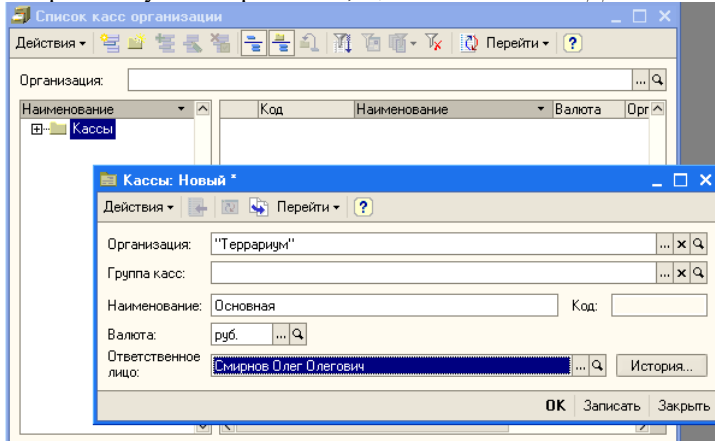 Список касс организации
Действия Перейти ?
Организация: ...
Наименование Код Наименование Валюта Орг
Кассы
Кассы: Новый *
Действия Перейти ?
Организация: "Террариум" ... x
Группа касс: ... x
Наименование: Основная Код:
Валюта: руб. ...
Ответственное
лицо: Смирнов Олег Олегович ... История...
OK Записать Закрыть